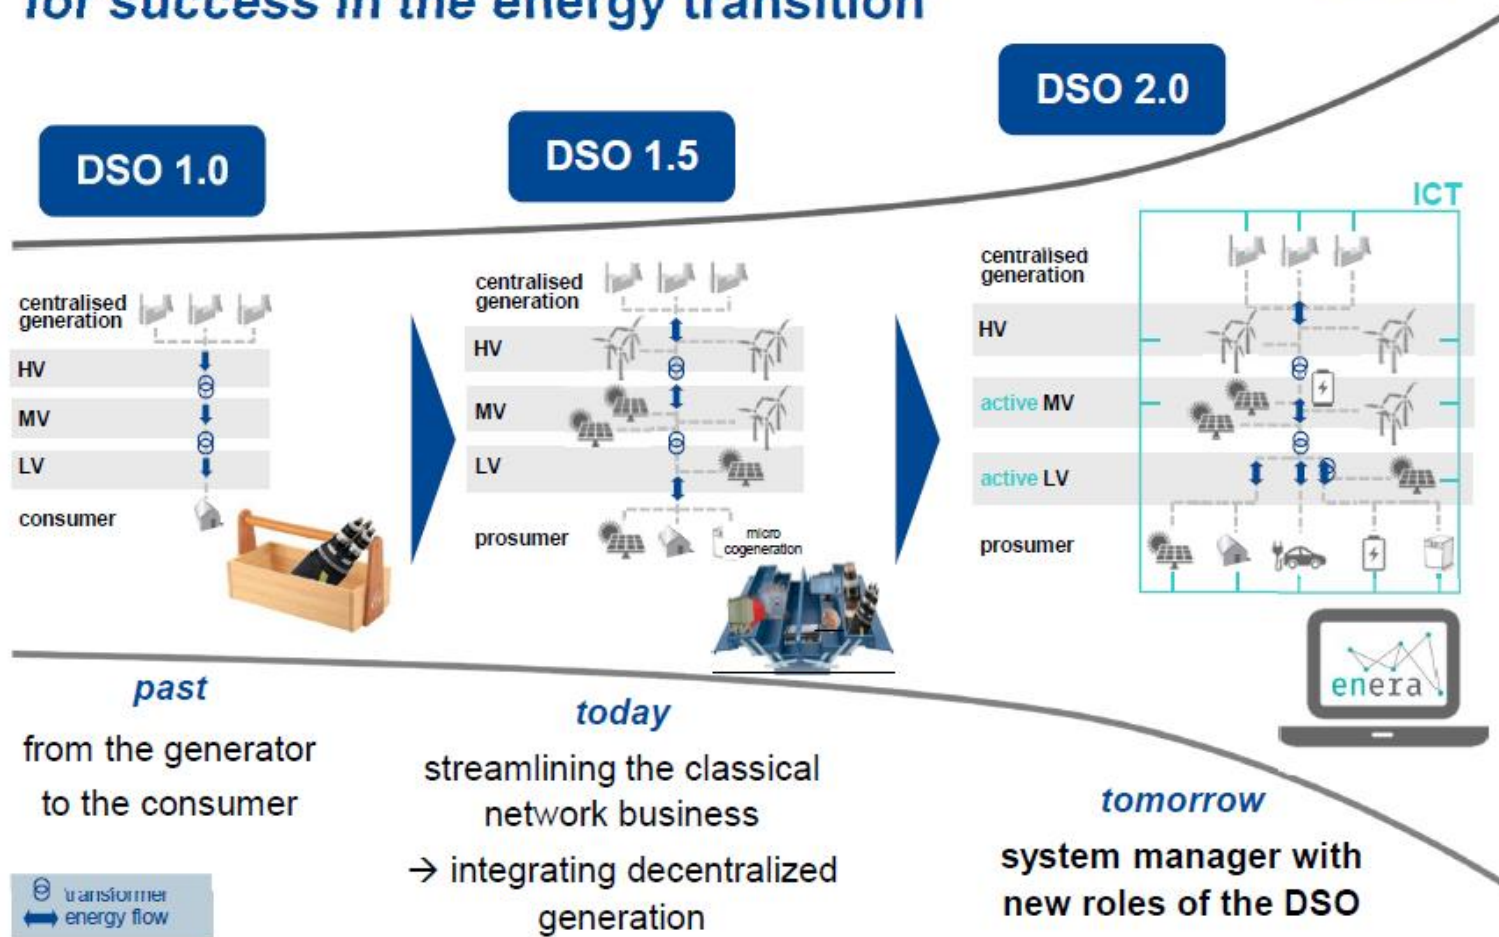 for success in the energy transition
DSO 1.0
DSO 1.5
DSO 2.0
centralised
generation
HV
MV
LV
consumer
past
from the generator
to the consumer
centralised
generation
HV
MV
LV
prosumer
micro
cogeneration
today
streamlining the classical
network business
→ integrating decentralized
generation
ICT
centralised
generation
HV
active MV
active LV
prosumer
enera
tomorrow
system manager with
new roles of the DSO
transformer
energy flow